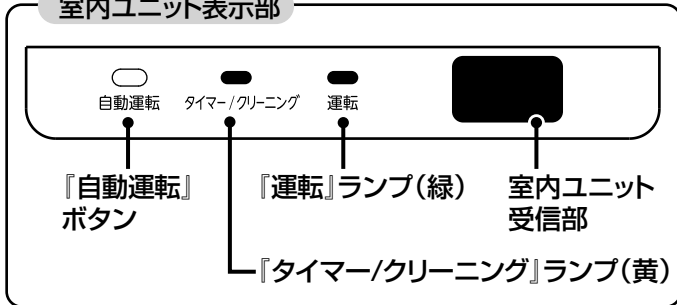 室内ユニット表示部
自動運転 タイマー/クリーニング 運転
『自動運転』
ボタン
『運転』ランプ（緑）
室内ユニット
受信部
『タイマー/クリーニング』ランプ（黄）